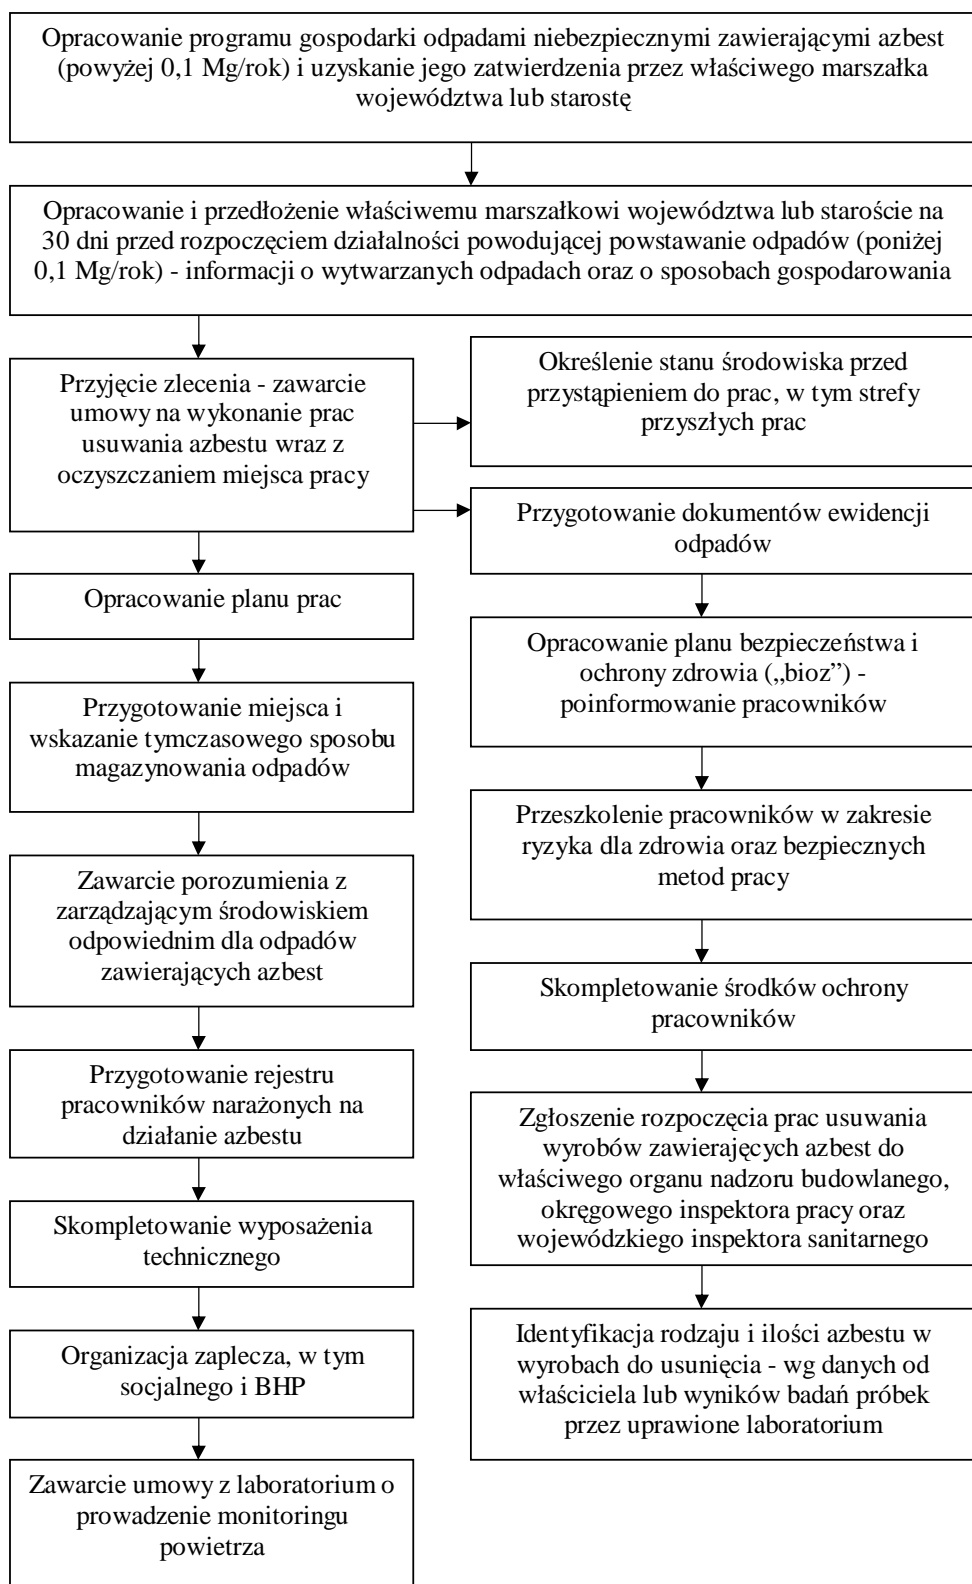 Opracowanie programu gospodarki odpadami niebezpiecznymi zawierającymi azbest
(powyżej 0,1 Mg/rok) i uzyskanie jego zatwierdzenia przez właściwego marszałka
województwa lub starostę
Opracowanie i przedłożenie właściwemu marszałkowi województwa lub staroście na
30 dni przed rozpoczęciem działalności powodującej powstawanie odpadów (poniżej
0,1 Mg/rok) - informacji o wytwarzanych odpadach oraz o sposobach gospodarowania
Przyjęcie zlecenia - zawarcie
umowy na wykonanie prac
usuwania azbestu wraz z
oczyszczaniem miejsca pracy
Opracowanie planu prac
Przygotowanie miejsca i
wskazanie tymczasowego sposobu
magazynowania odpadów
Zawarcie porozumienia z
zarządzającym środowiskiem
odpowiednim dla odpadów
zawierających azbest
Przygotowanie rejestru
pracowników narażonych na
działanie azbestu
Skompletowanie wyposażenia
technicznego
Organizacja zaplecza, w tym
socjalnego i BHP
Zawarcie umowy z laboratorium o
prowadzenie monitoringu
powietrza
Określenie stanu środowiska przed
przystąpieniem do prac, w tym strefy
przyszłych prac
Przygotowanie dokumentów ewidencji
odpadów
Opracowanie planu bezpieczeństwa i
ochrony zdrowia („bioz”) -
poinformowanie pracowników
Przeszkolenie pracowników w zakresie
ryzyka dla zdrowia oraz bezpiecznych
metod pracy
Skompletowanie środków ochrony
pracowników
Zgłoszenie rozpoczęcia prac usuwania
wyrobów zawierajęcych azbest do
właściwego organu nadzoru budowlanego,
okręgowego inspektora pracy oraz
wojewódzkiego inspektora sanitarnego
Identyfikacja rodzaju i ilości azbestu w
wyrobach do usunięcia - wg danych od
właściciela lub wyników badań próbek
przez uprawione laboratorium